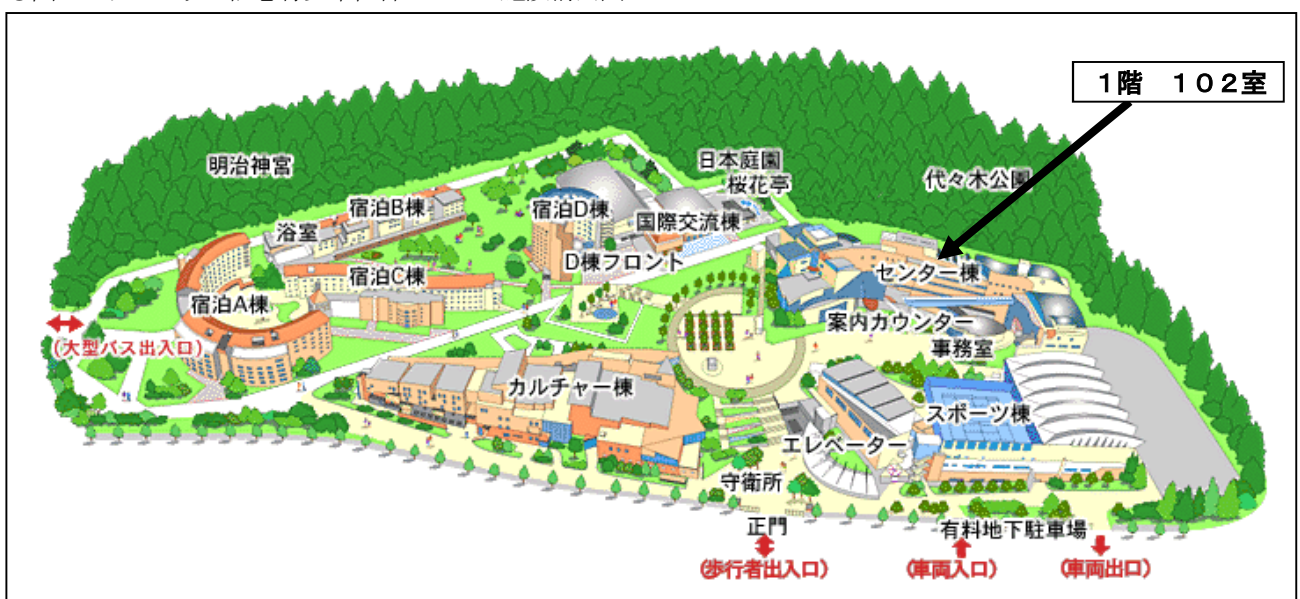 1階 102室
明治神宮
日本庭園
桜花亭
代々木公園
宿泊B棟
浴室
宿泊D棟
国際交流棟
D棟フロント
宿泊C棟
宿泊A棟
センター棟
案内カウンター
事務室
(大型バス出入口)
カルチャー棟
スポーツ棟
エレベーター
守衛所
正門
有料地下駐車場
(歩行者出入口)
(車両入口)
(車両出口)